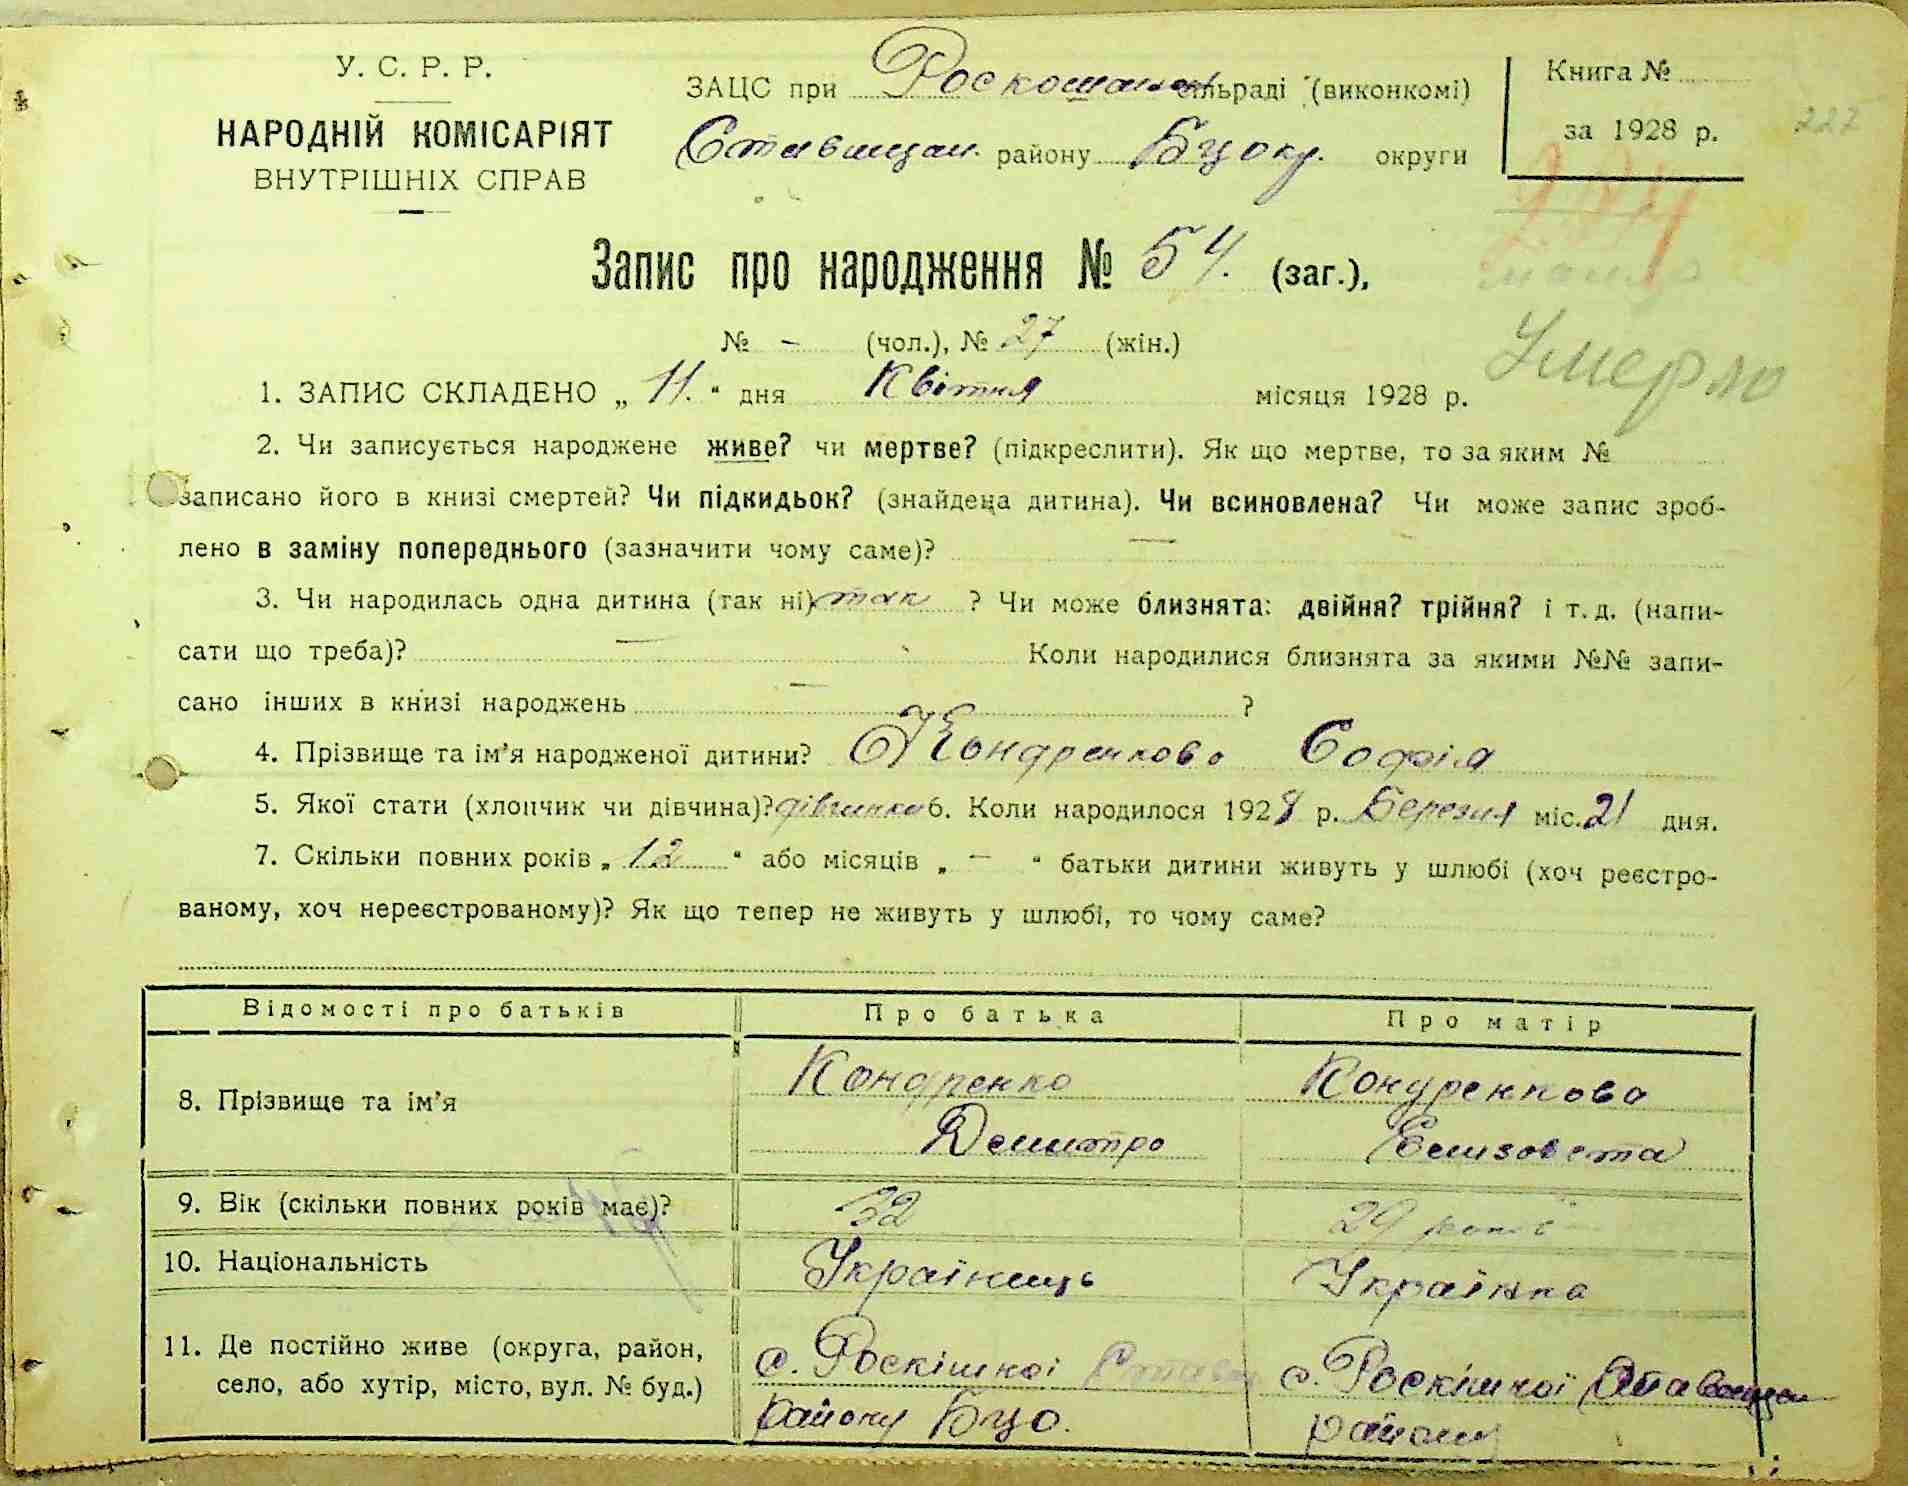 У. С. Р. Р.
НАРОДНІЙ КОМІСАРІЯТ
ВНУТРІШНІХ СПРАВ
ЗАЦС при Роскошан сільраді (виконкомі)
Ставищан. району Бцокр. округи
Книга №
за 1928 р.
227
Умерло
Запис про народження № 54. (заг.),
№ - (чол.), № 27 (жін.)
1. ЗАПИС СКЛАДЕНО „ 11. “ дня Квітня місяця 1928 р.
2. Чи записується народжене живе? чи мертве? (підкреслити). Як що мертве, то за яким №
записано його в книзі смертей? Чи підкидьок? (знайдена дитина). Чи всиновлена? Чи може запис зроб-
лено в заміну попереднього (зазначити чому саме)? —
3. Чи народилась одна дитина (так ні) так ? Чи може близнята: двійня? трійня? і т. д. (напи-
сати що треба)? — Коли народилися близнята за якими №№ запи-
сано інших в книзі народжень — ?
4. Прізвище та ім’я народженої дитини? Кондренкова Софія
5. Якої стати (хлопчик чи дівчина)? дівчинка 6. Коли народилося 1928 р. Березня міс. 21 дня.
7. Скільки повних років „ 12 “ або місяців „ – “ батьки дитини живуть у шлюбі (хоч реєстро-
ваному, хоч нереєстрованому)? Як що тепер не живуть у шлюбі, то чому саме?
Відомості про батьків Про батька Про матір
8. Прізвище та ім’я Кондренко Кондренкова
Демитро Елизовета
9. Вік (скільки повних років має)? 32 29 років
10. Національність Українець Українка
11. Де постійно живе (округа, район, с. Роскішної Ставищ с. Роскішної Ставищан
село, або хутір, місто, вул. № буд.) району Бцо. району